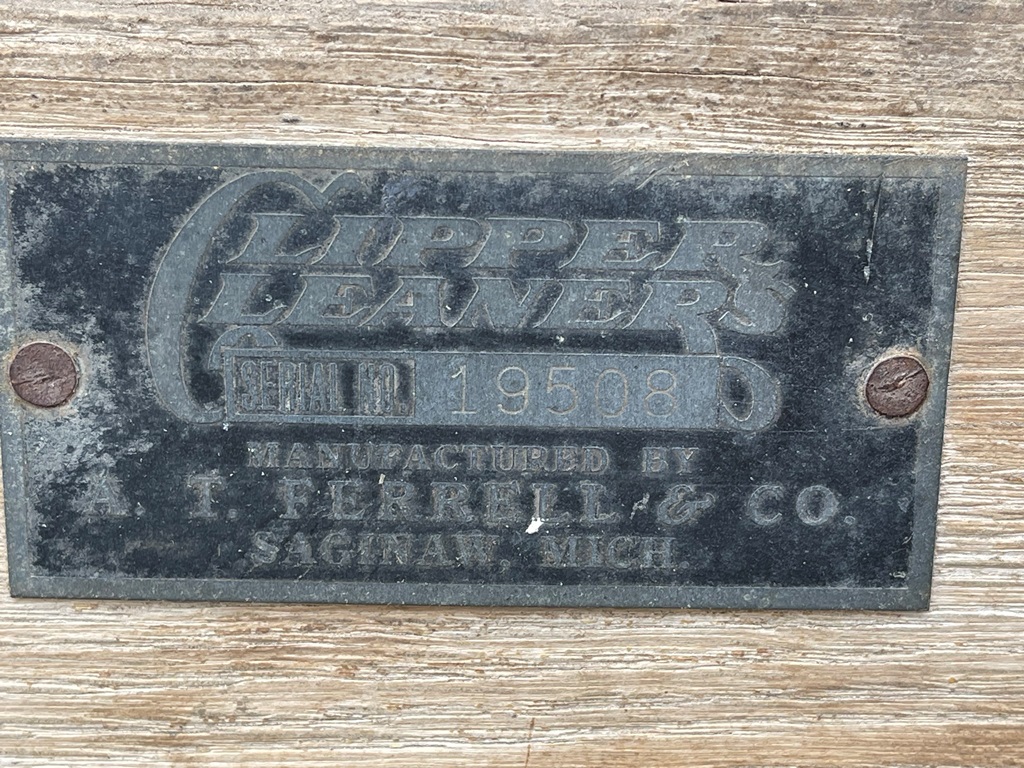 CLIPPER
CLEANERS
SERIAL NO. 19508
MANUFACTURED BY
A. T. FERRELL & CO.
SAGINAW, MICH.